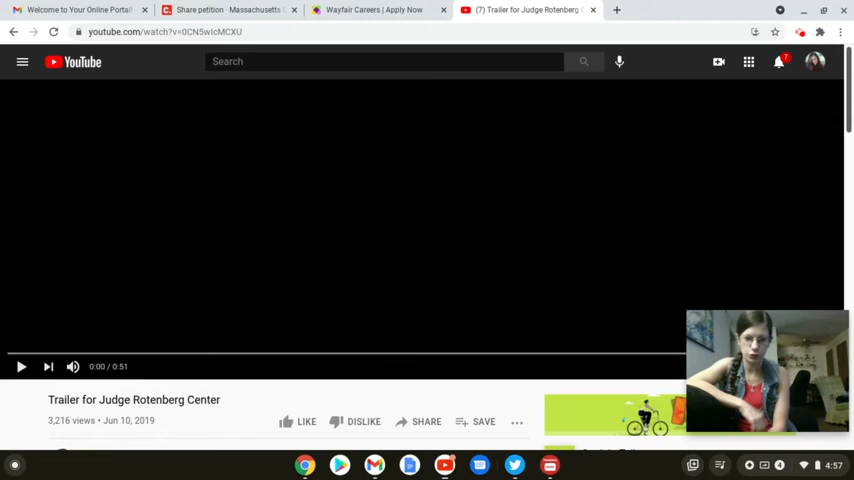 Welcome to Your Online Portal!
Share petition · Massachusetts
Wayfair Careers | Apply Now
(7) Trailer for Judge Rotenberg C
youtube.com/watch?v=0CN5wIcMCXU
YouTube
Search
7
0:00 / 0:51
Trailer for Judge Rotenberg Center
3,216 views • Jun 10, 2019
LIKE
DISLIKE
SHARE
SAVE
4
4:57